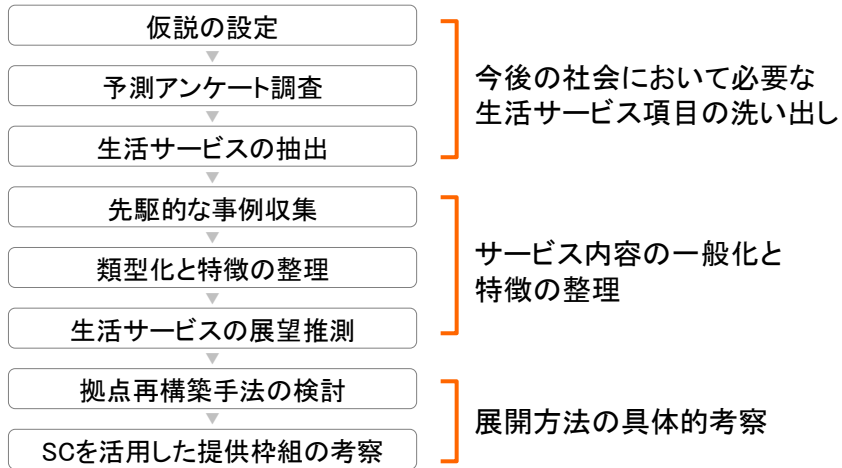 仮説の設定
予測アンケート調査
生活サービスの抽出
今後の社会において必要な
生活サービス項目の洗い出し
先駆的な事例収集
類型化と特徴の整理
生活サービスの展望推測
サービス内容の一般化と
特徴の整理
拠点再構築手法の検討
SCを活用した提供枠組の考察
展開方法の具体的考察